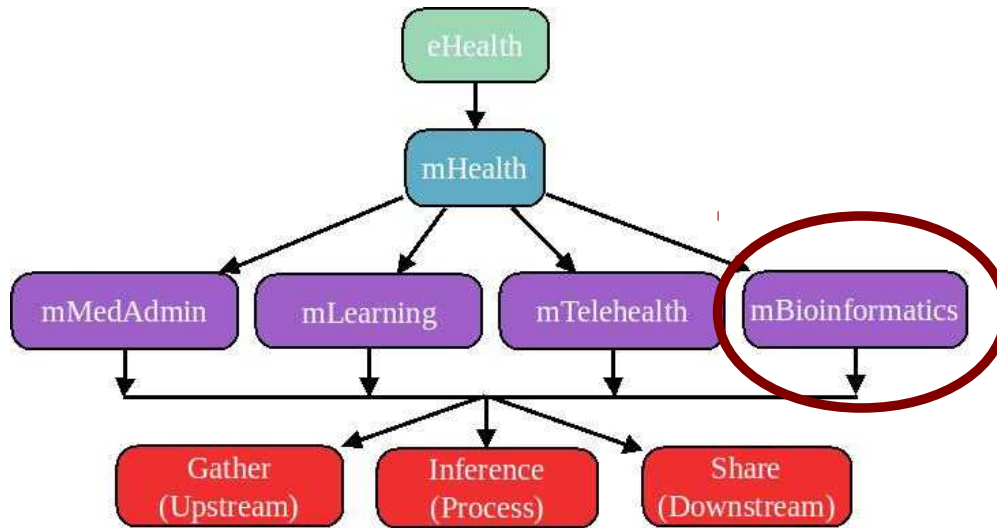 eHealth
mHealth
mMedAdmin
mLearning
mTelehealth
mBioinformatics
Gather
(Upstream)
Inference
(Process)
Share
(Downstream)